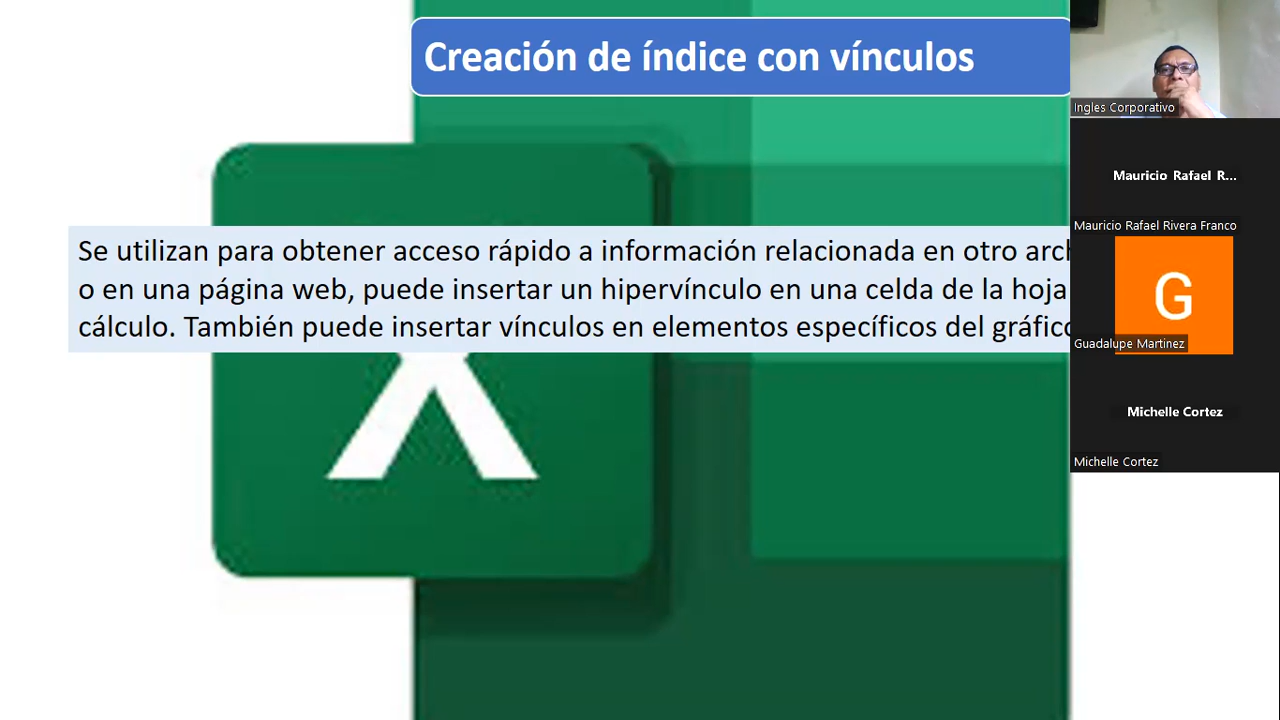 Creación de índice con vínculos
Se utilizan para obtener acceso rápido a información relacionada en otro
o en una página web, puede insertar un hipervínculo en una celda de la hoja
cálculo. También puede insertar vínculos en elementos específicos del
Ingles Corporativo
Mauricio Rafael R...
Mauricio Rafael Rivera Franco
G
Guadalupe Martinez
Michelle Cortez
Michelle Cortez